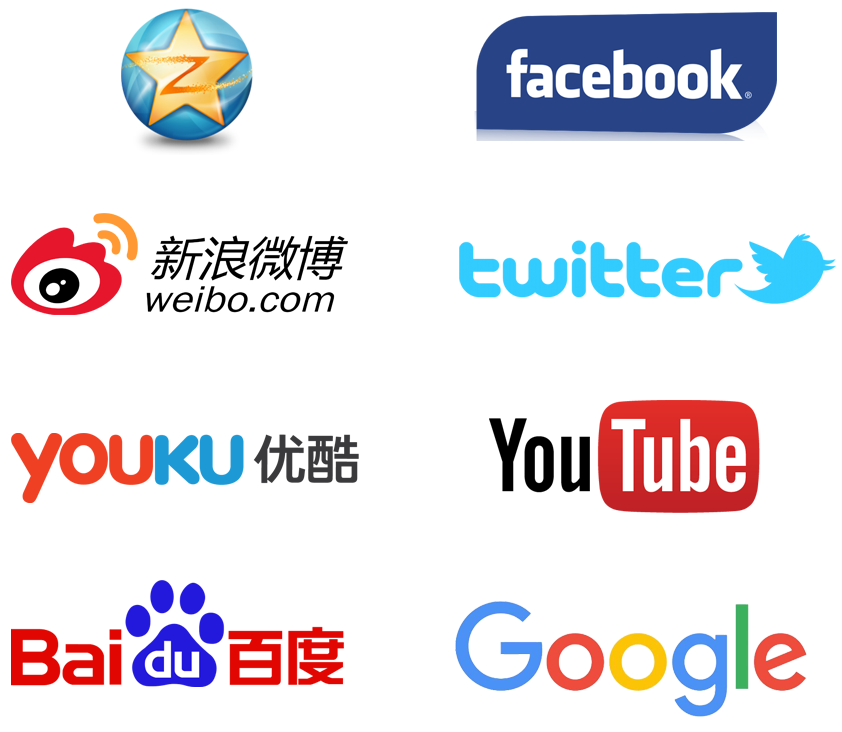 Z
facebook®
新浪微博
weibo.com
twitter
YOUKU 优酷
YouTube
Bai du 百度
Google